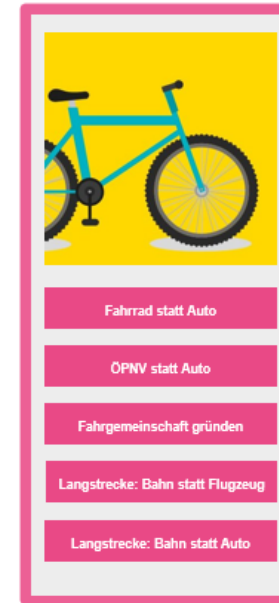 Fahrrad statt Auto
ÖPNV statt Auto
Fahrgemeinschaft gründen
Langstrecke: Bahn statt Flugzeug
Langstrecke: Bahn statt Auto